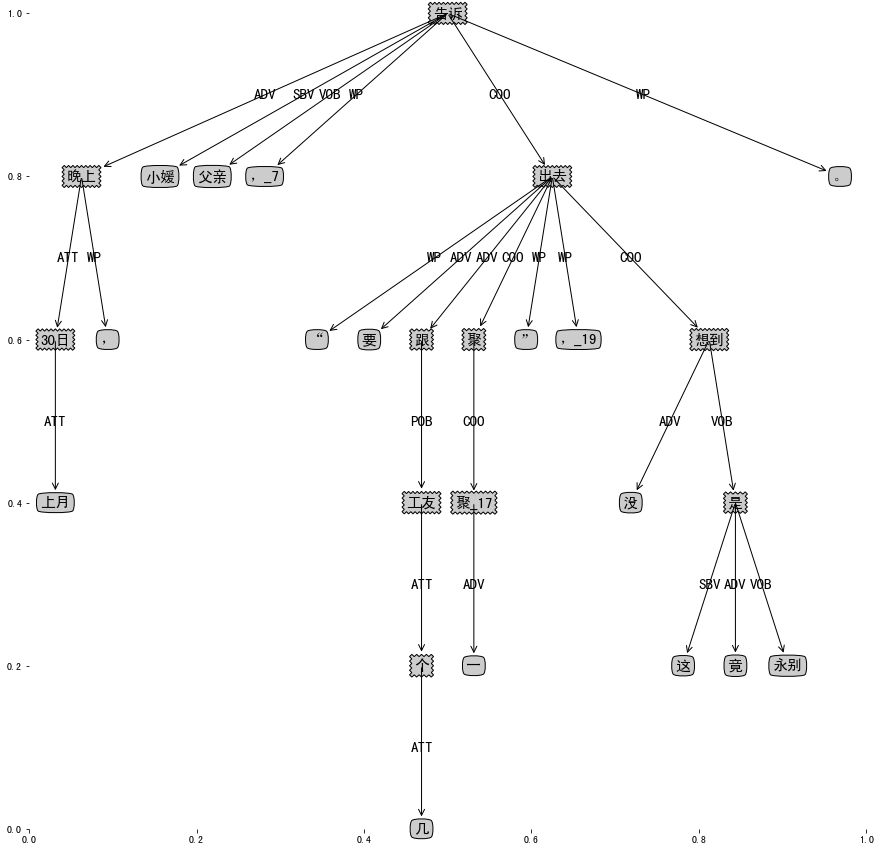 1.0
告诉
ADV SBV VOB WP COO WP
0.8
晚上 小媛 父亲 ，_7 出去 。
ATT WP WP ADV ADV COO WP WP COO
0.6
30日 ， “ 要 跟 聚 ” ，_19 想到
ATT POB COO ADV VOB
0.4
上月 工友 聚_17 没 是
ATT ADV SBV ADV VOB
0.2
个 一 这 竟 永别
ATT
0.0
几
0.0 0.2 0.4 0.6 0.8 1.0